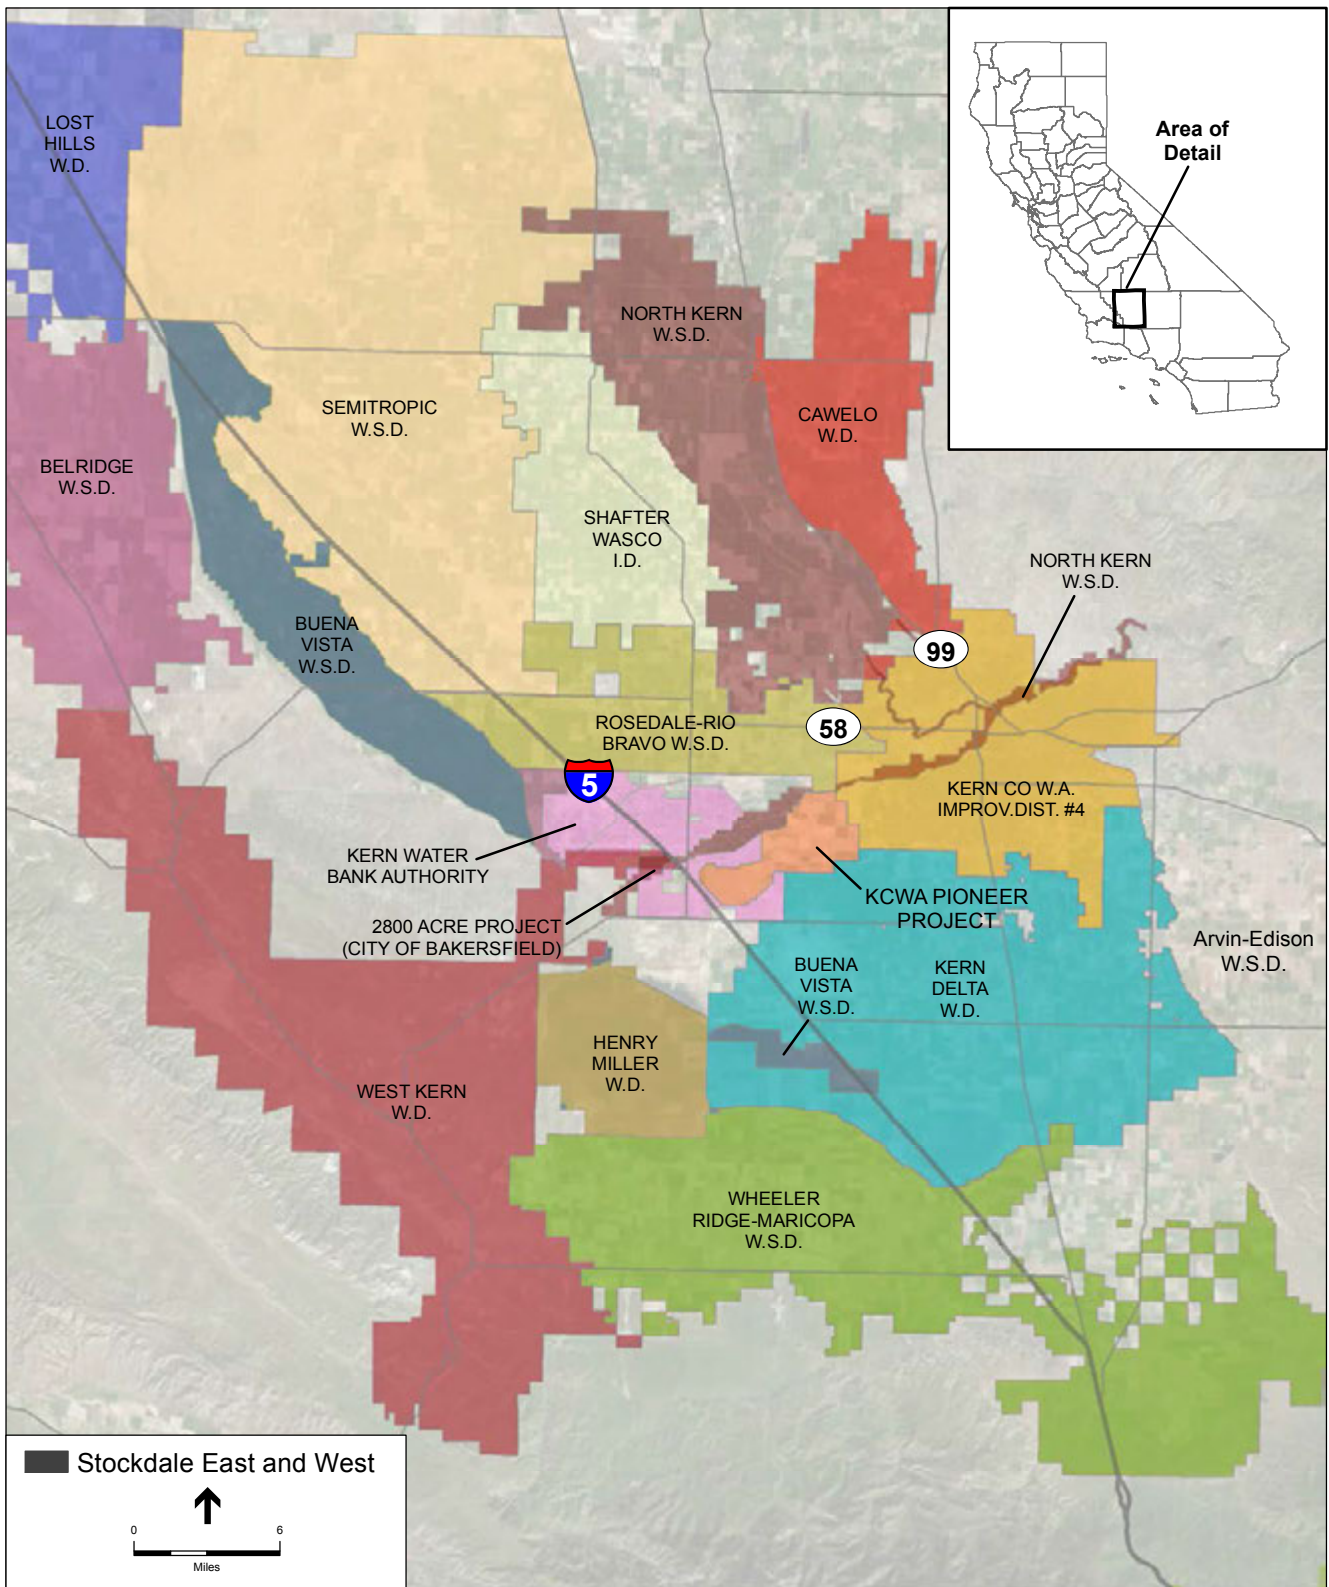 Area of
Detail
LOST
HILLS
W.D.
NORTH KERN
W.S.D.
SEMITROPIC
W.S.D.
CAWELO
W.D.
BELRIDGE
W.S.D.
SHAFTER
WASCO
I.D.
NORTH KERN
W.S.D.
BUENA
VISTA
W.S.D.
99
ROSEDALE-RIO
BRAVO W.S.D.
58
5
KERN CO W.A.
IMPROV.DIST. #4
KERN WATER
BANK AUTHORITY
KCWA PIONEER
PROJECT
2800 ACRE PROJECT
(CITY OF BAKERSFIELD)
Arvin-Edison
W.S.D.
BUENA
VISTA
W.S.D.
KERN
DELTA
W.D.
HENRY
MILLER
W.D.
WEST KERN
W.D.
WHEELER
RIDGE-MARICOPA
W.S.D.
Stockdale East and West
0 6
Miles